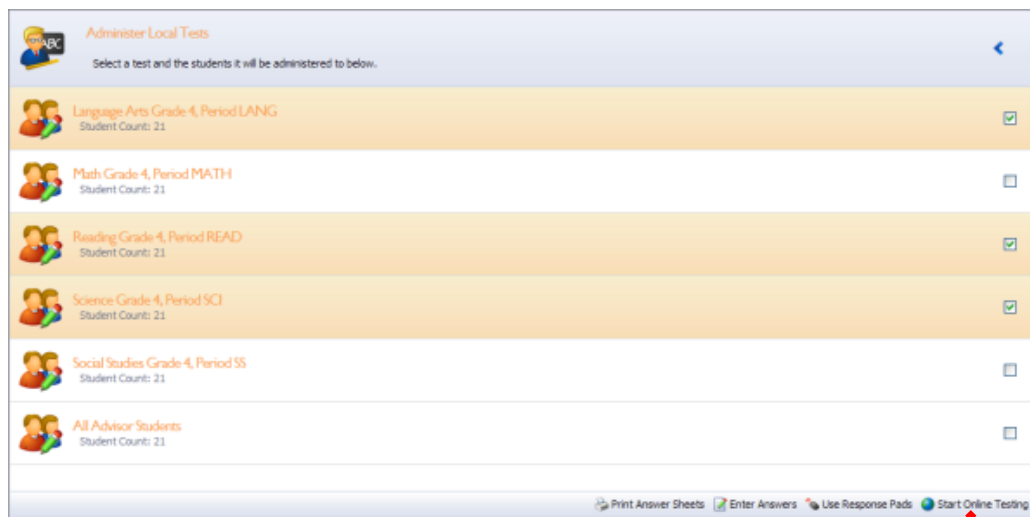 ABC
Administer Local Tests
Select a test and the students it will be administered to below.
Language Arts Grade 4, Period LANG
Student Count: 21
Math Grade 4, Period MATH
Student Count: 21
Reading Grade 4, Period READ
Student Count: 21
Science Grade 4, Period SCI
Student Count: 21
Social Studies Grade 4, Period SS
Student Count: 21
All Advisor Students
Student Count: 21
Print Answer Sheets Enter Answers Use Response Pads Start Online Testing